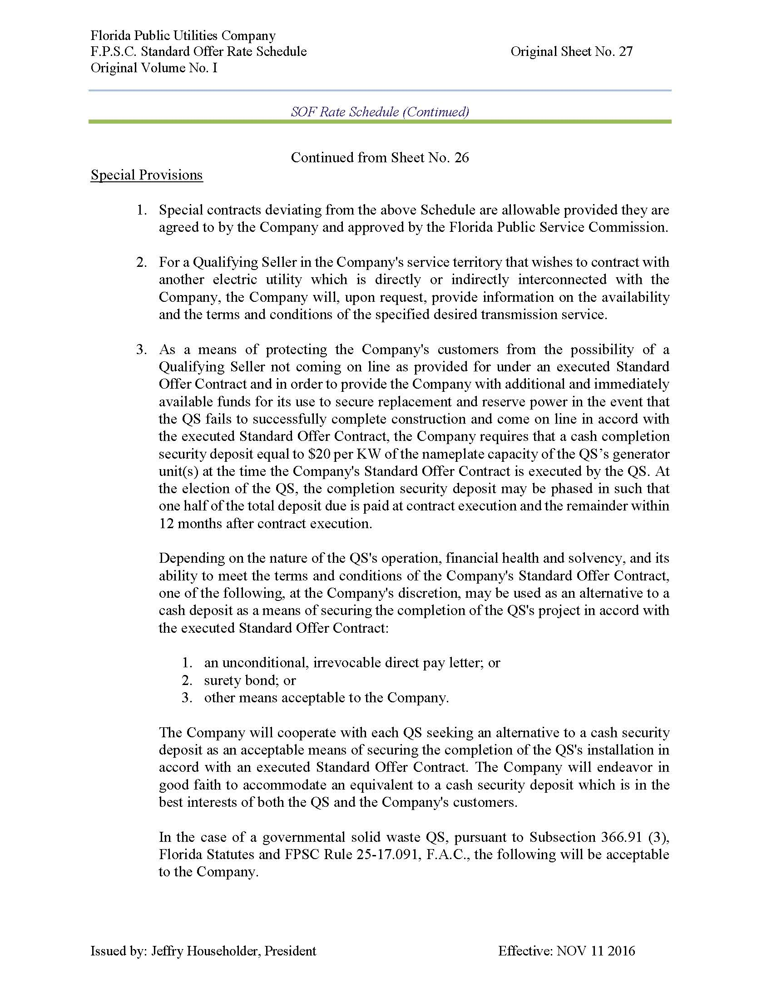 Florida Public Utilities Company
F.P.S.C. Standard Offer Rate Schedule Original Sheet No. 27
Original Volume No. I
SOF Rate Schedule (Continued)
Continued from Sheet No. 26
Special Provisions
1. Special contracts deviating from the above Schedule are allowable provided they are
agreed to by the Company and approved by the Florida Public Service Commission.
2. For a Qualifying Seller in the Company's service territory that wishes to contract with
another electric utility which is directly or indirectly interconnected with the
Company, the Company will, upon request, provide information on the availability
and the terms and conditions of the specified desired transmission service.
3. As a means of protecting the Company's customers from the possibility of a
Qualifying Seller not coming on line as provided for under an executed Standard
Offer Contract and in order to provide the Company with additional and immediately
available funds for its use to secure replacement and reserve power in the event that
the QS fails to successfully complete construction and come on line in accord with
the executed Standard Offer Contract, the Company requires that a cash completion
security deposit equal to $20 per KW of the nameplate capacity of the QS’s generator
unit(s) at the time the Company's Standard Offer Contract is executed by the QS. At
the election of the QS, the completion security deposit may be phased in such that
one half of the total deposit due is paid at contract execution and the remainder within
12 months after contract execution.
Depending on the nature of the QS's operation, financial health and solvency, and its
ability to meet the terms and conditions of the Company's Standard Offer Contract,
one of the following, at the Company's discretion, may be used as an alternative to a
cash deposit as a means of securing the completion of the QS's project in accord with
the executed Standard Offer Contract:
1. an unconditional, irrevocable direct pay letter; or
2. surety bond; or
3. other means acceptable to the Company.
The Company will cooperate with each QS seeking an alternative to a cash security
deposit as an acceptable means of securing the completion of the QS's installation in
accord with an executed Standard Offer Contract. The Company will endeavor in
good faith to accommodate an equivalent to a cash security deposit which is in the
best interests of both the QS and the Company's customers.
In the case of a governmental solid waste QS, pursuant to Subsection 366.91 (3),
Florida Statutes and FPSC Rule 25-17.091, F.A.C., the following will be acceptable
to the Company.
Issued by: Jeffry Householder, President Effective: NOV 11 2016